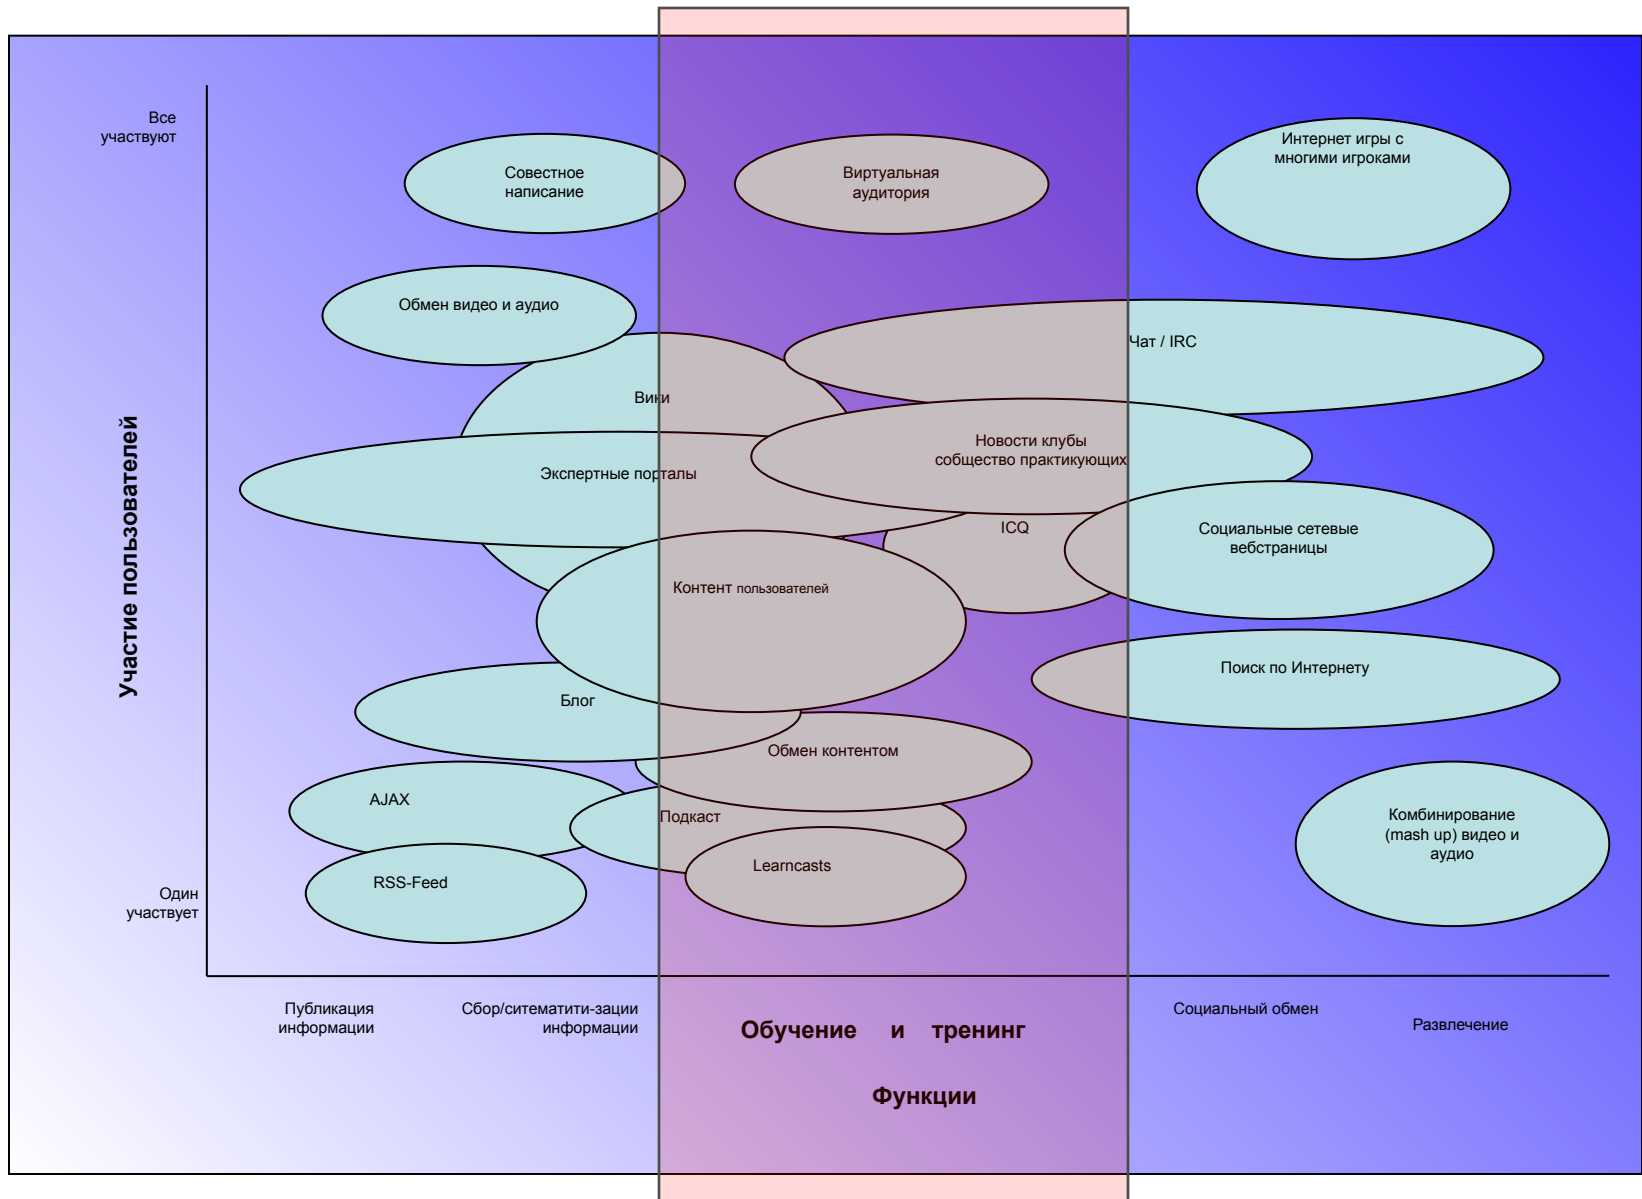 Все
участвуют
Совестное
написание
Виртуальная
аудитория
Интернет игры с
многими игроками
Обмен видео и аудио
Чат / IRC
Вики
Новости клубы
собщество практикующих
Экспертные порталы
ICQ
Социальные сетевые
вебстраницы
Участие пользователей
Контент пользователей
Поиск по Интернету
Блог
Обмен контентом
AJAX
Подкаст
Комбинирование
(mash up) видео и
аудио
Learncasts
RSS-Feed
Один
участвует
Публикация
информации
Сбор/ситематити-зации
информации
Обучение и тренинг
Социальный обмен
Развлечение
Функции